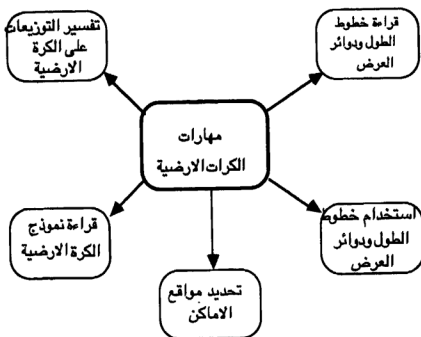 تفسير التوزيعات
على الكرة
الارضية
قراءة خطوط
الطول ودوائر
العرض
مهارات
الكرات الارضية
قراءة نموذج
الكرة الارضية
استخدام خطوط
الطول ودوائر
العرض
تحديد مواقع
الاماكن